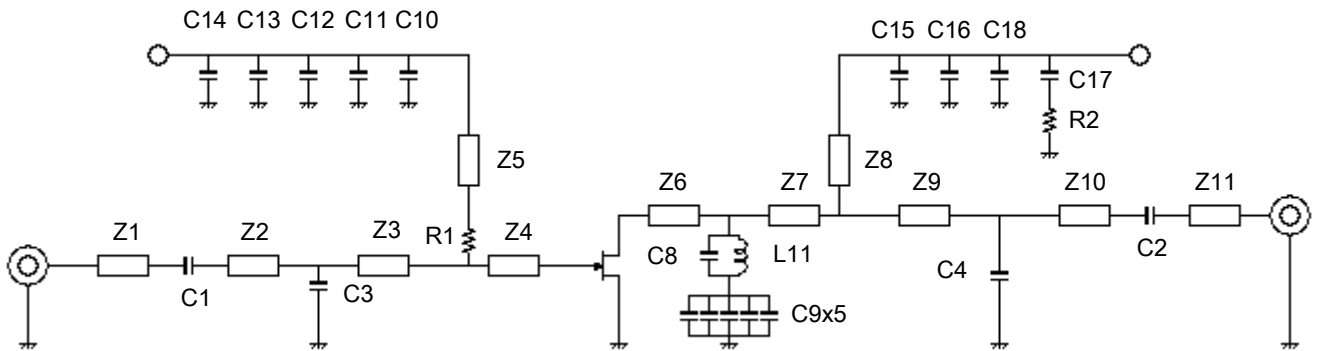 C14 C13 C12 C11 C10
C15 C16 C18
C17
R2
Z5
Z8
Z6 Z7 Z9 Z10 Z11
Z1 Z2 Z3 R1 Z4
C8 L11 C4 C2
C1 C3
C9x5